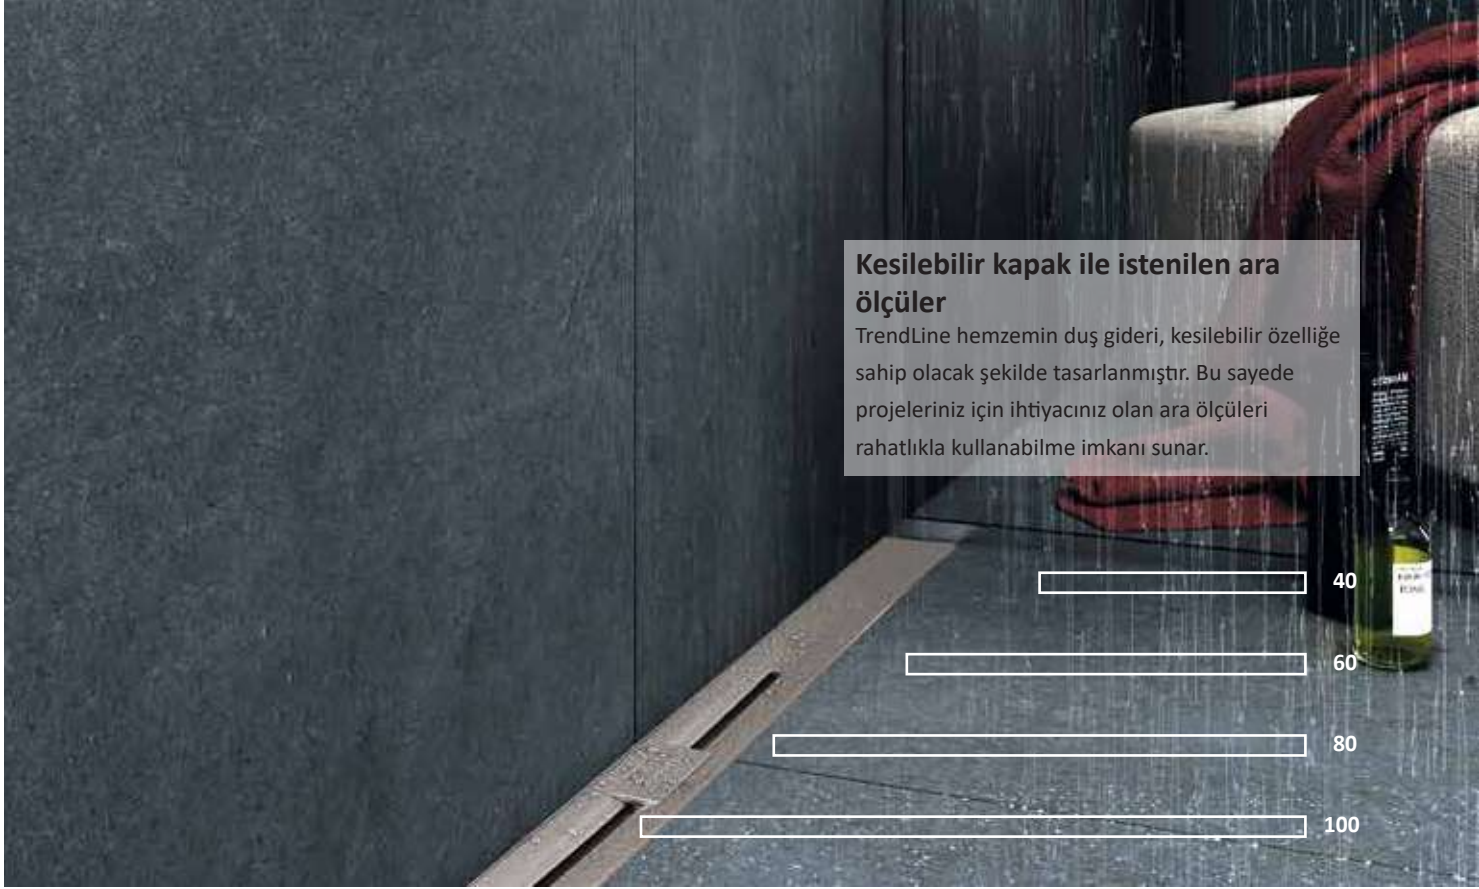 Kesilebilir kapak ile istenilen ara
ölçüler
TrendLine hemzemin duş gideri, kesilebilir özelliğe
sahip olacak şekilde tasarlanmıştır. Bu sayede
projeleriniz için ihtiyacınız olan ara ölçüleri
rahatlıkla kullanabilme imkanı sunar.
40
60
80
100